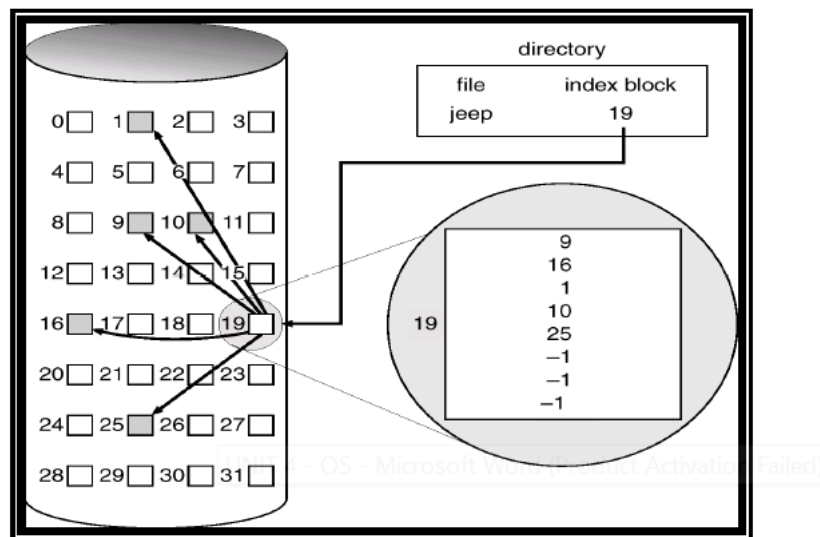 directory
file index block
jeep 19
0 1 2 3
4 5 6 7
8 9 10 11
12 13 14 15
16 17 18 19
20 21 22 23
24 25 26 27
28 29 30 31
19
9
16
1
10
25
–1
–1
–1
UNIT 4 - OS - Microsoft Word (Product Activation Failed)